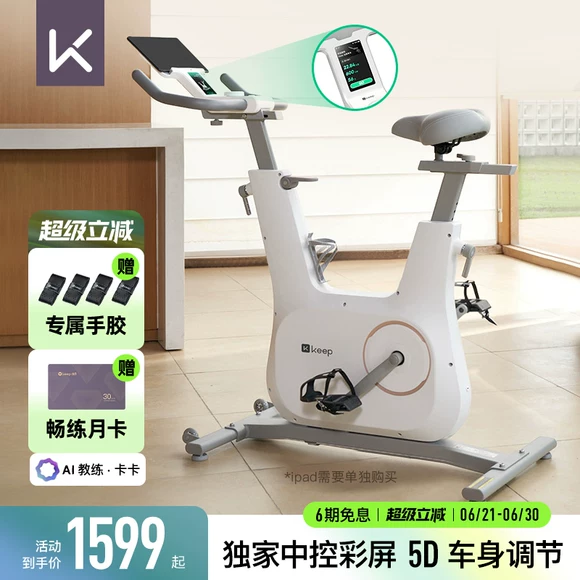 K
超级立减
赠
专属手胶
赠
30
畅练月卡
AI 教练·卡卡
keep
*ipad需要单独购买
6期免息 超级立减 06/21-06/30
活动
到手价
1599 起
独家中控彩屏 5D 车身调节